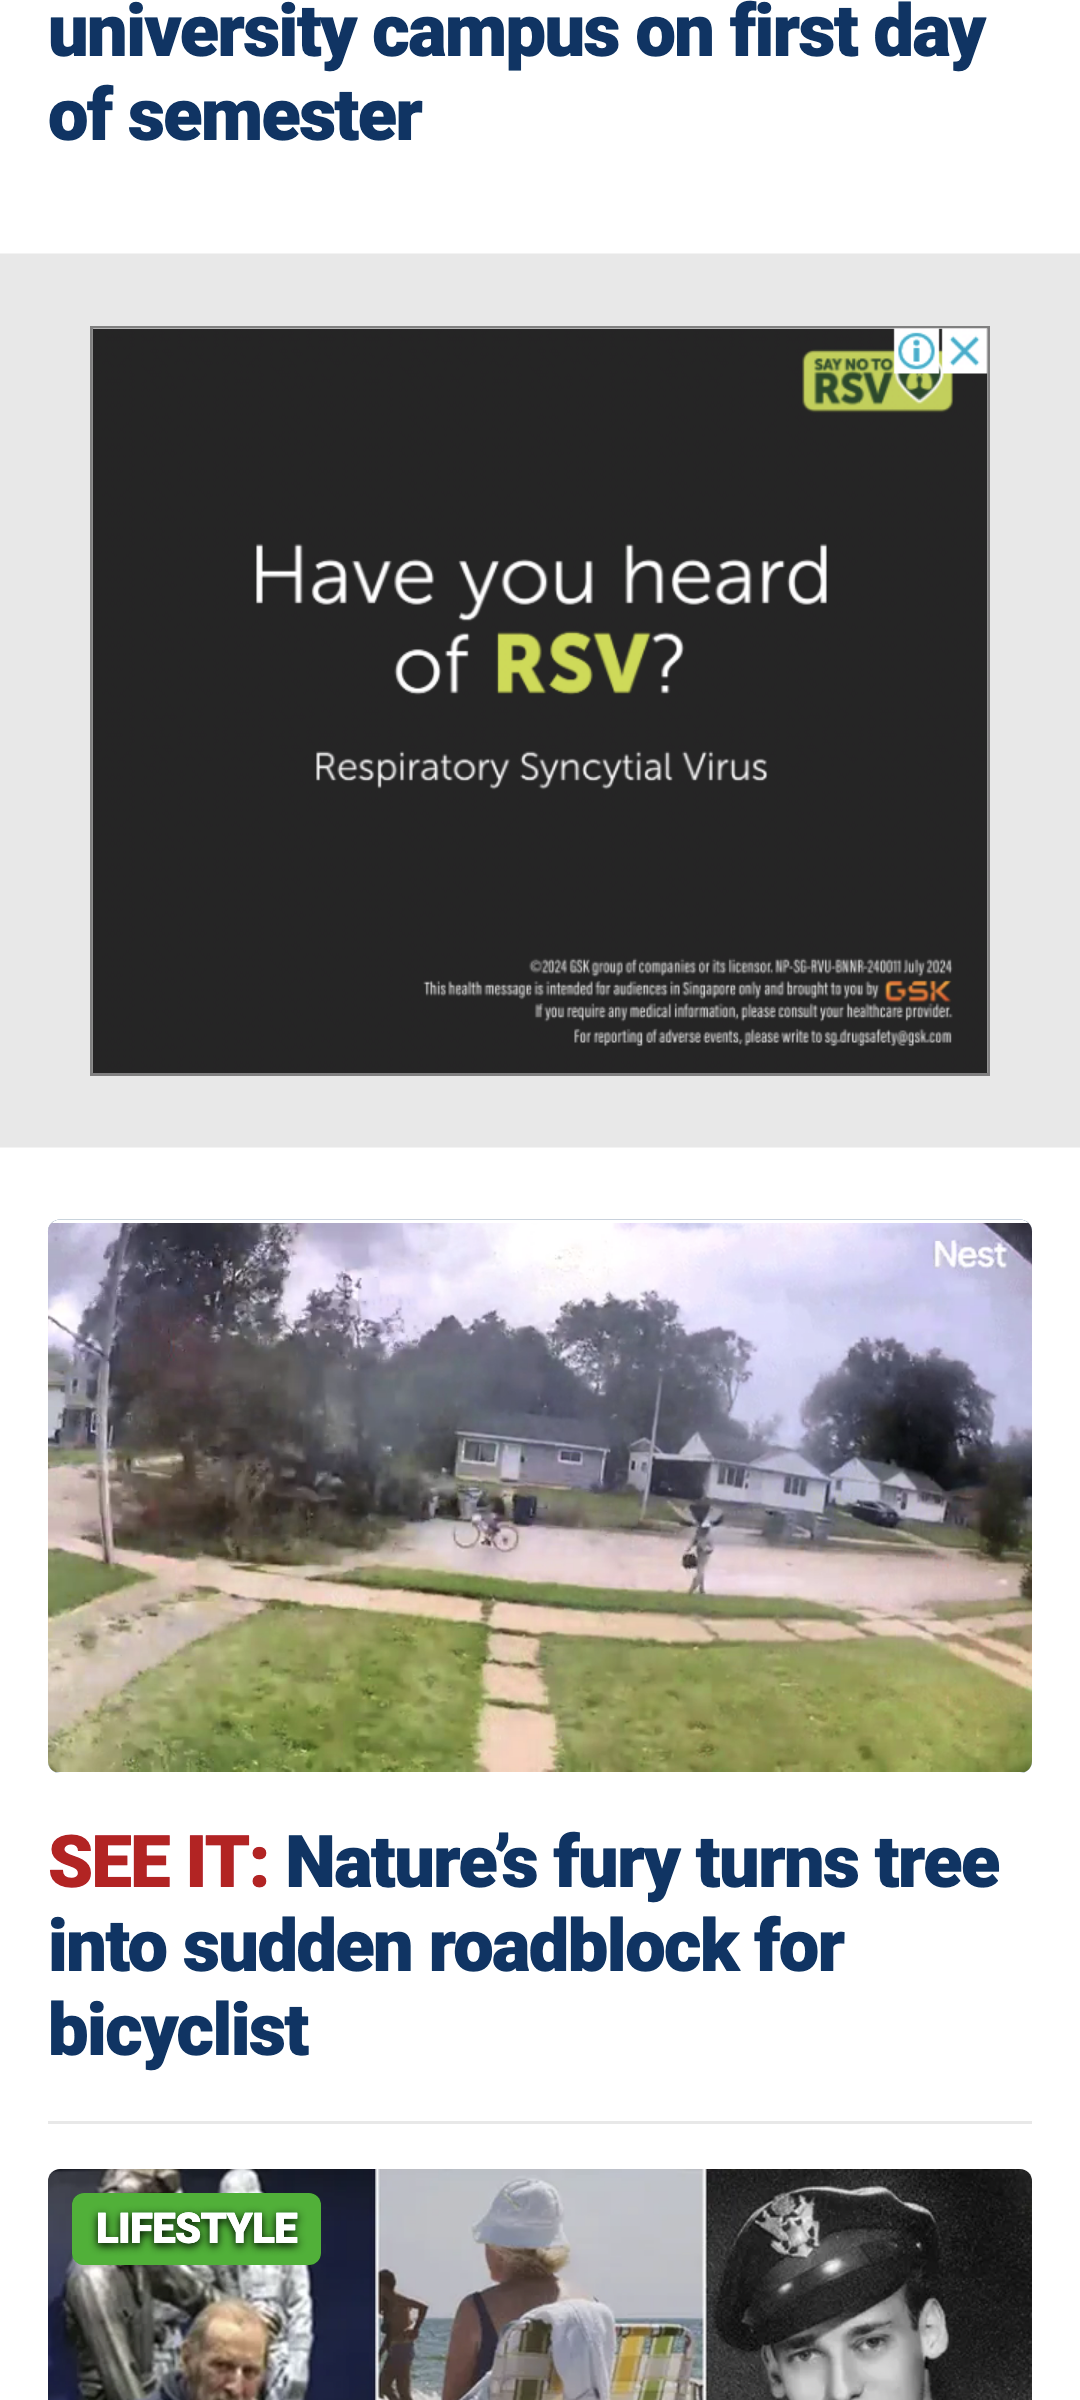 university campus on first day
of semester
SAY NO TO
RSV
Have you heard
of RSV?
Respiratory Syncytial Virus
©2024 GSK group of companies or its licensor. NP-SG-RVU-BNNR-240011 July 2024
This health message is intended for audiences in Singapore only and brought to you by GSK
If you require any medical information, please consult your healthcare provider.
For reporting of adverse events, please write to sg.drugsafety@gsk.com
Nest
SEE IT: Nature’s fury turns tree
into sudden roadblock for
bicyclist
LIFESTYLE